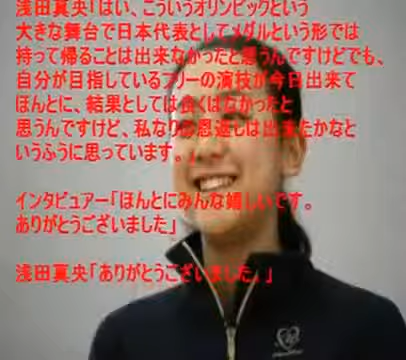 浅田真央「はい、こういうオリンピックという
大きな舞台で日本代表としてメダルという形では
持って帰ることは出来なかったと思うんですけどでも、
自分が目指しているフリーの演技が今日出来て
ほんとに、結果としては良くはなかったと
思うんですけど、私なりの恩返しは出来たかなと
いうふうに思っています。」
インタビュアー「ほんとにみんな嬉しいです。
ありがとうございました」
浅田真央「ありがとうございました。」